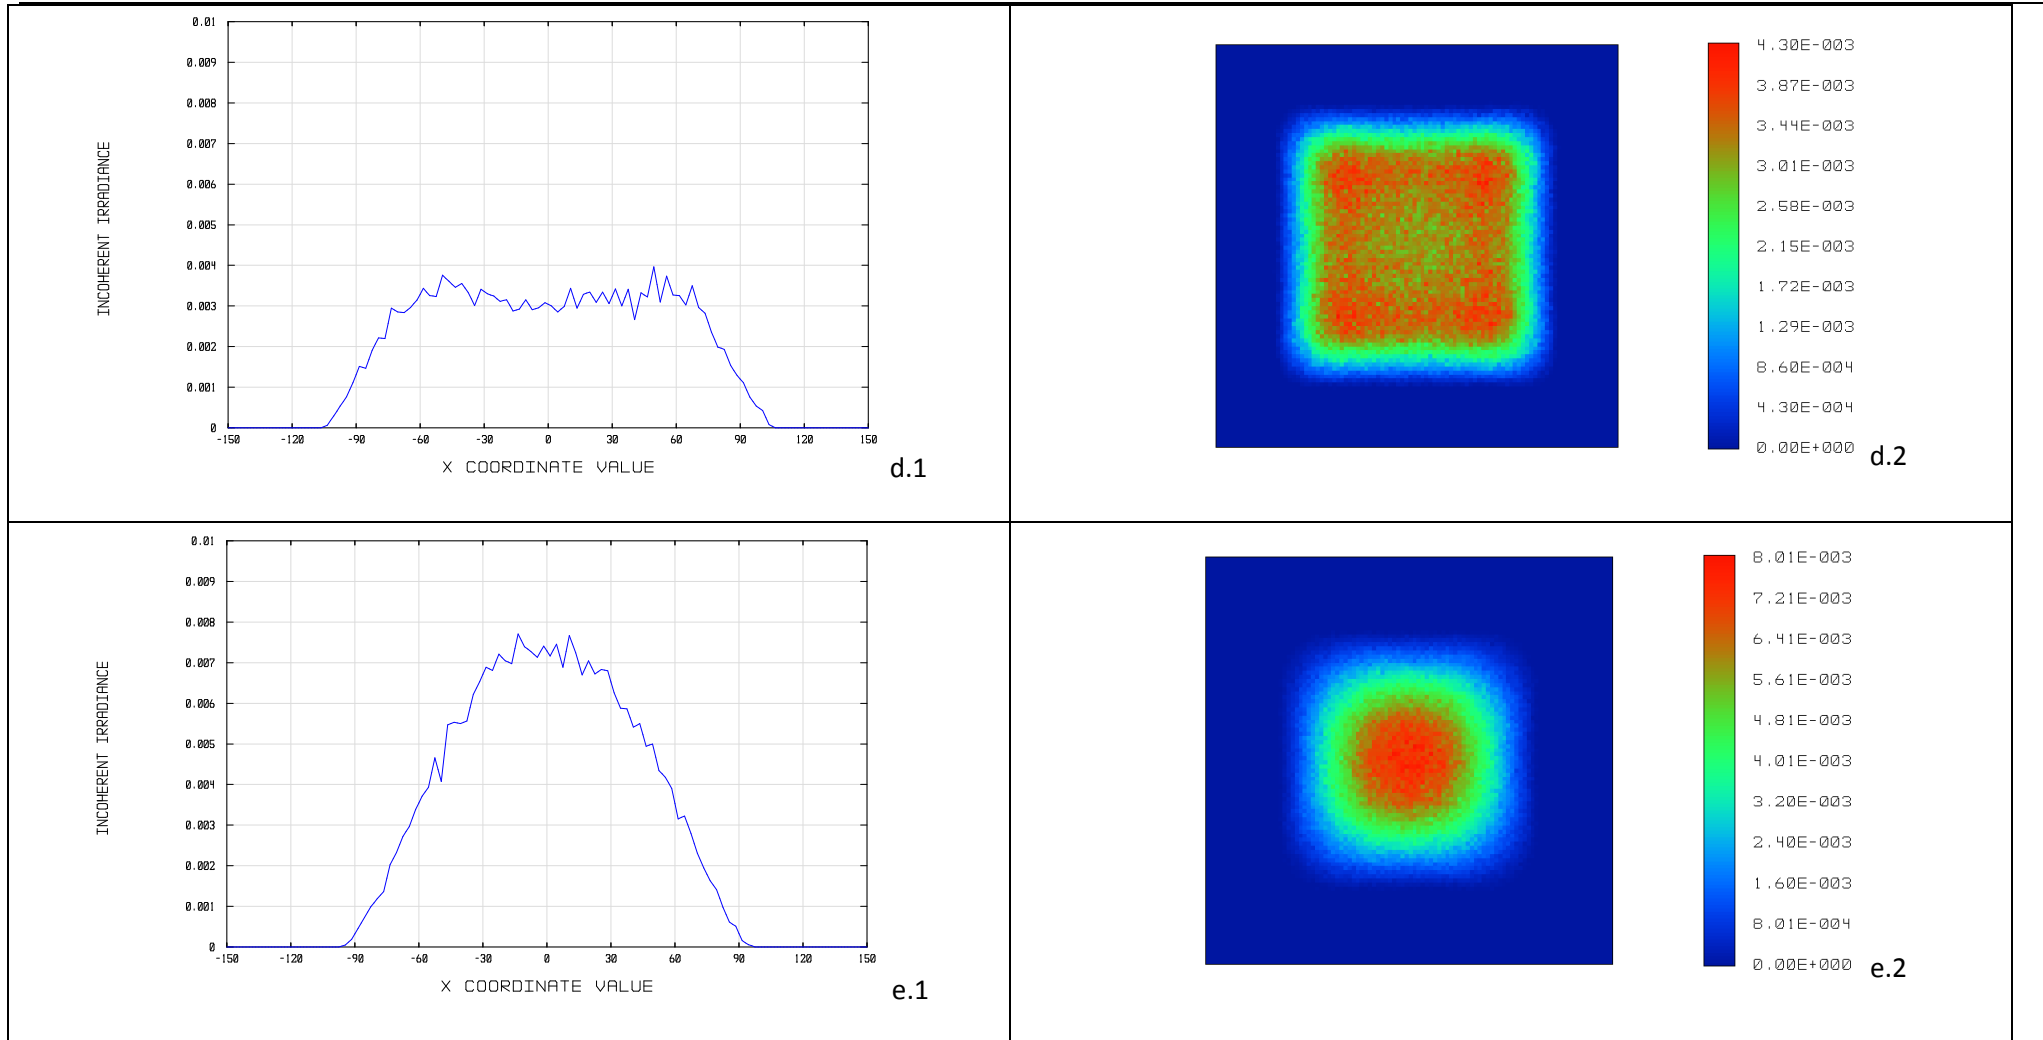 0.01
0.009
0.008
0.007
0.006
0.005
0.004
0.003
0.002
0.001
0
INCOHERENT IRRADIANCE
-150 -120 -90 -60 -30 0 30 60 90 120 150
X COORDINATE VALUE
d.1
4.30E-003
3.87E-003
3.44E-003
3.01E-003
2.58E-003
2.15E-003
1.72E-003
1.29E-003
8.60E-004
4.30E-004
0.00E+000
d.2
0.01
0.009
0.008
0.007
0.006
0.005
0.004
0.003
0.002
0.001
0
INCOHERENT IRRADIANCE
-150 -120 -90 -60 -30 0 30 60 90 120 150
X COORDINATE VALUE
e.1
8.01E-003
7.21E-003
6.41E-003
5.61E-003
4.81E-003
4.01E-003
3.20E-003
2.40E-003
1.60E-003
8.01E-004
0.00E+000
e.2